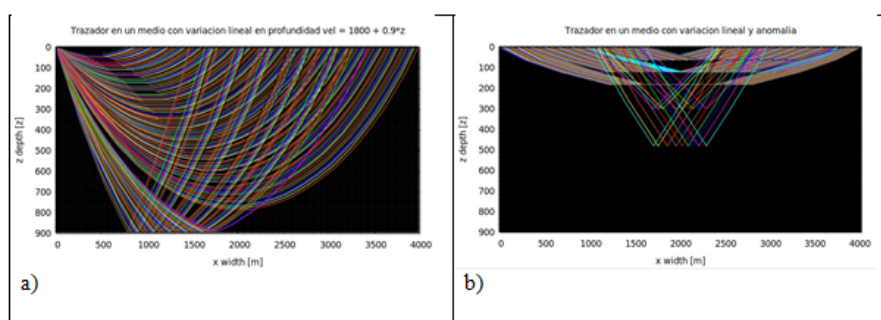 Trazador en un medio con variacion lineal en profundidad vel = 1800 + 0.9*z
0
100
200
300
400
500
600
700
800
900
z depth [z]
0 500 1000 1500 2000 2500 3000 3500 4000
x width [m]
a)
Trazador en un medio con variacion lineal y anomalia
0
100
200
300
400
500
600
700
800
900
z depth [z]
0 500 1000 1500 2000 2500 3000 3500 4000
x width [m]
b)